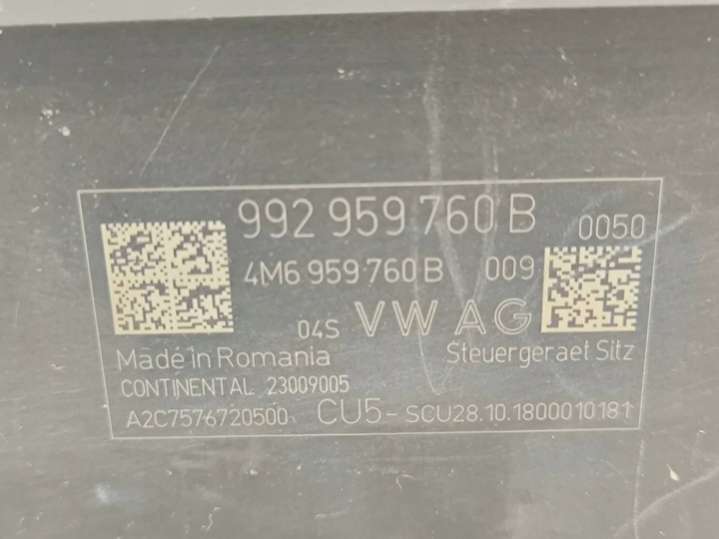 992 959 760 B 0050
4M6 959 760 B 009
04S VW AG
Made in Romania Steuergeraet Sitz
CONTINENTAL 23009005
A2C7576720500 CU5-SCU28.10.1800010181